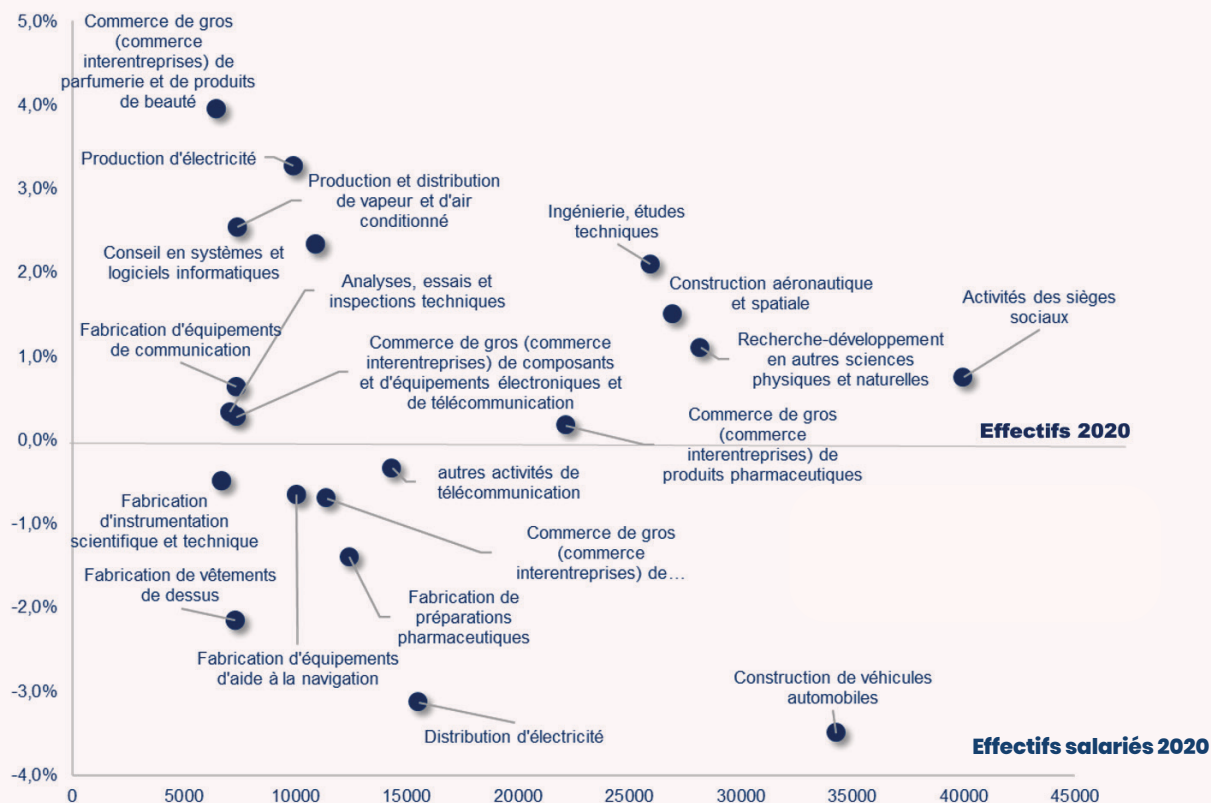 5,0%
4,0%
3,0%
2,0%
1,0%
0,0%
-1,0%
-2,0%
-3,0%
-4,0%
Commerce de gros
(commerce
interentreprises) de
parfumerie et de produits
de beauté
Production d'électricité
Production et distribution
de vapeur et d'air
conditionné
Conseil en systèmes et
logiciels informatiques
Analyses, essais et
inspections techniques
Fabrication d'équipements
de communication
Commerce de gros (commerce
interentreprises) de composants
et d'équipements électroniques et
de télécommunication
Ingénierie, études
techniques
Construction aéronautique
et spatiale
Recherche-développement
en autres sciences
physiques et naturelles
Activités des sièges
sociaux
Commerce de gros
(commerce
interentreprises) de
produits pharmaceutiques
Effectifs 2020
autres activités de
télécommunication
Fabrication
d'instrumentation
scientifique et technique
Commerce de gros
(commerce
interentreprises) de…
Fabrication de vêtements
de dessus
Fabrication de
préparations
pharmaceutiques
Fabrication d'équipements
d'aide à la navigation
Distribution d'électricité
Construction de véhicules
automobiles
Effectifs salariés 2020
0 5000 10000 15000 20000 25000 30000 35000 40000 45000